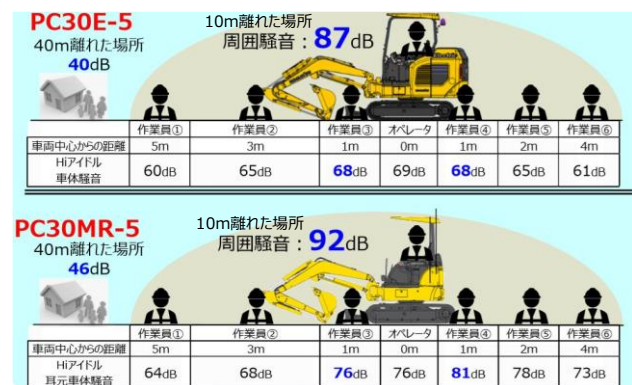 PC30E-5
10m離れた場所
周囲騒音：87dB
40m離れた場所
40dB
作業員① 作業員② 作業員③ オペレータ 作業員④ 作業員⑤ 作業員⑥
車両中心からの距離 5m 3m 1m 0m 1m 2m 4m
Hiアイドル
車体騒音 60dB 65dB 68dB 69dB 68dB 65dB 61dB
PC30MR-5
10m離れた場所
周囲騒音：92dB
40m離れた場所
46dB
作業員① 作業員② 作業員③ オペレータ 作業員④ 作業員⑤ 作業員⑥
車両中心からの距離 5m 3m 1m 0m 1m 2m 4m
Hiアイドル
耳元車体騒音 64dB 68dB 76dB 76dB 81dB 78dB 73dB